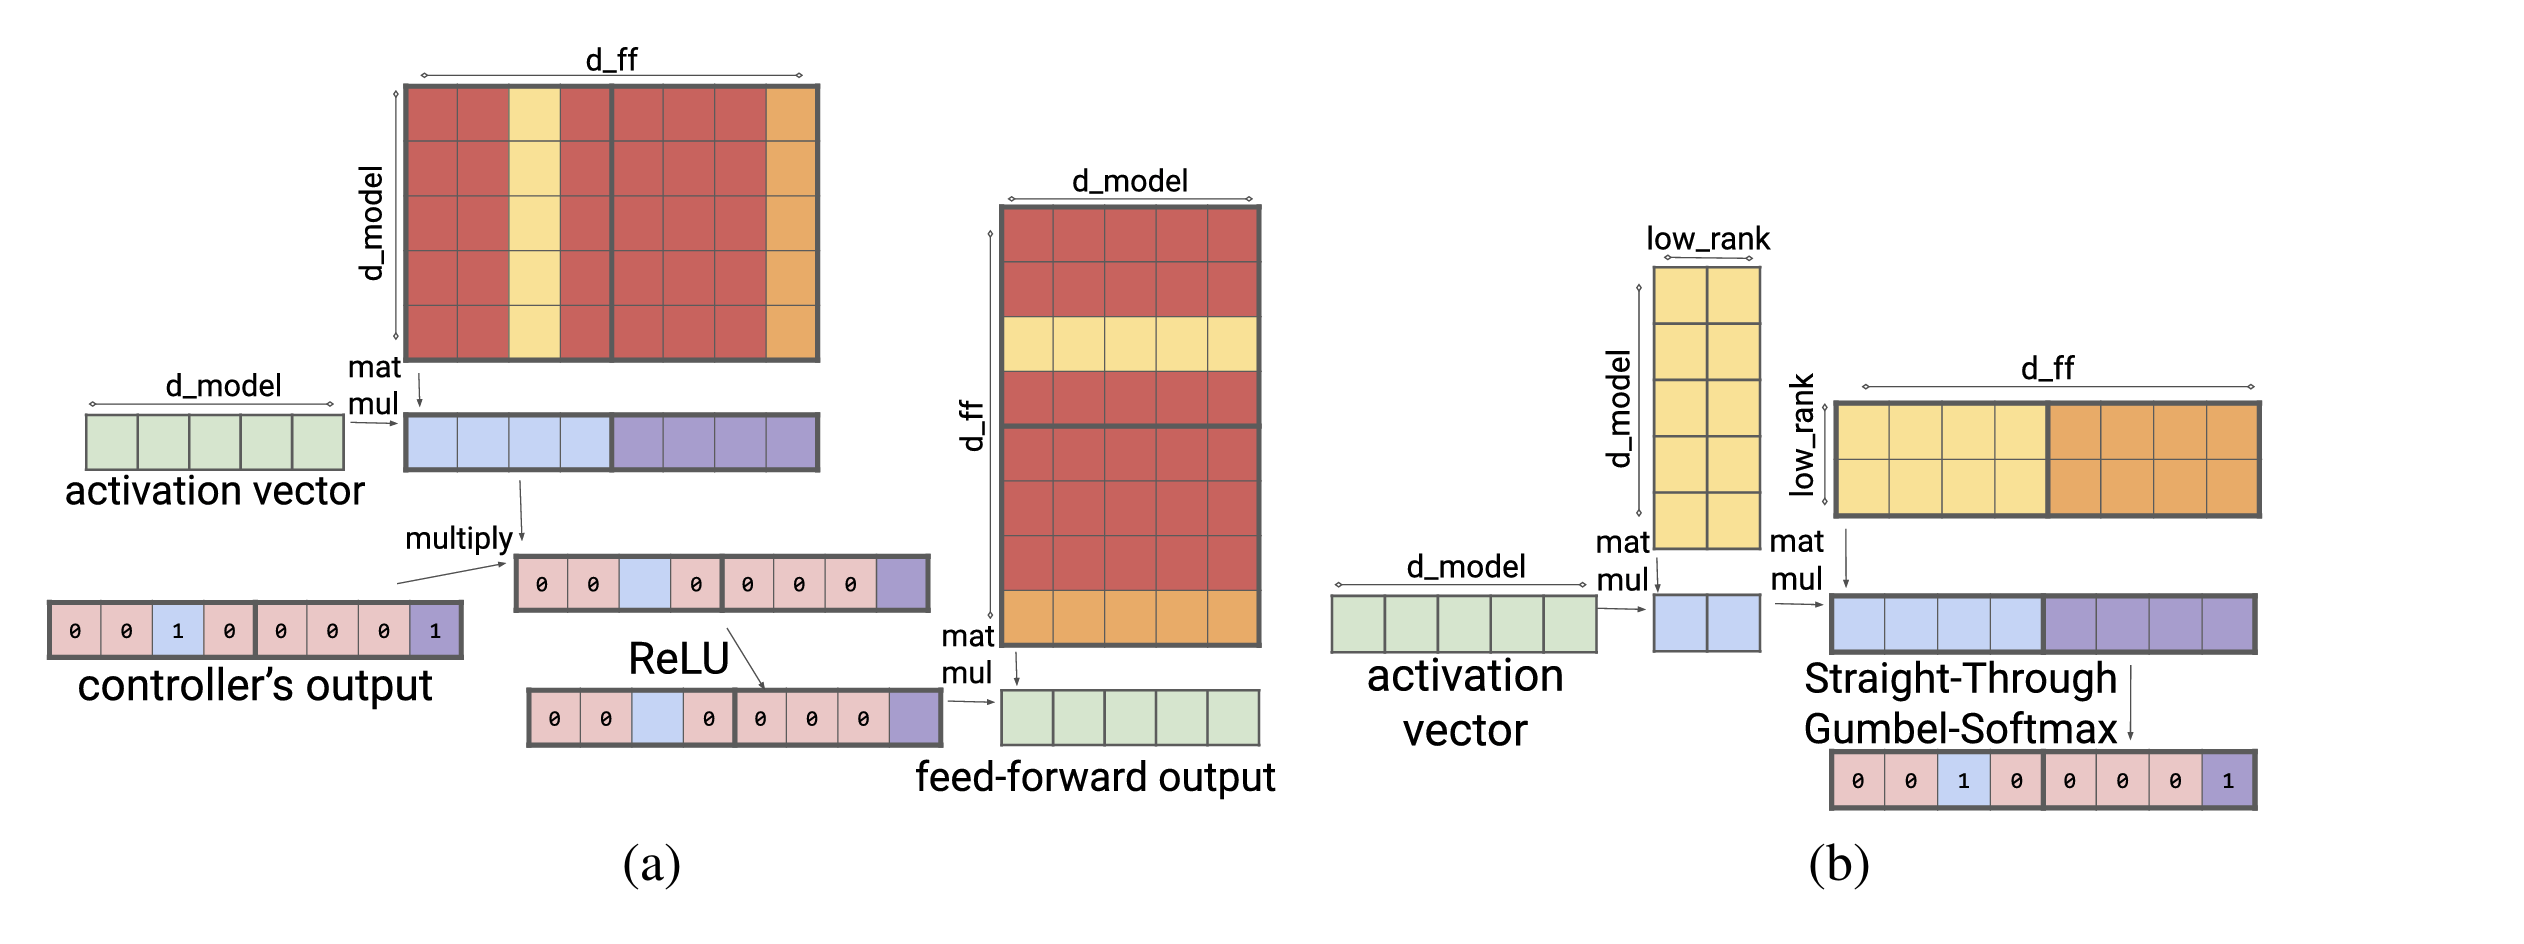 d_ff
d_model
mat
mul
d_model
activation vector
multiply
0 0 0 0 0 0
0 0 1 0 0 0 0 1
controller's output
ReLU
0 0 0 0 0 0
d_model
d_ff
mat
mul
feed-forward output
(a)
low_rank
d_model
mat
mul
d_model
activation
vector
d_ff
low_rank
mat
mul
Straight-Through
Gumbel-Softmax
0 0 1 0 0 0 0 1
(b)